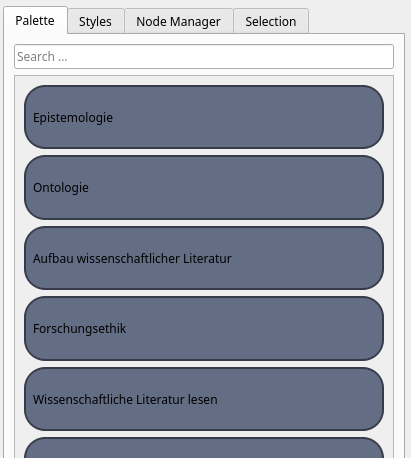 Palette Styles Node Manager Selection
Search ...
Epistemologie
Ontologie
Aufbau wissenschaftlicher Literatur
Forschungsethik
Wissenschaftliche Literatur lesen